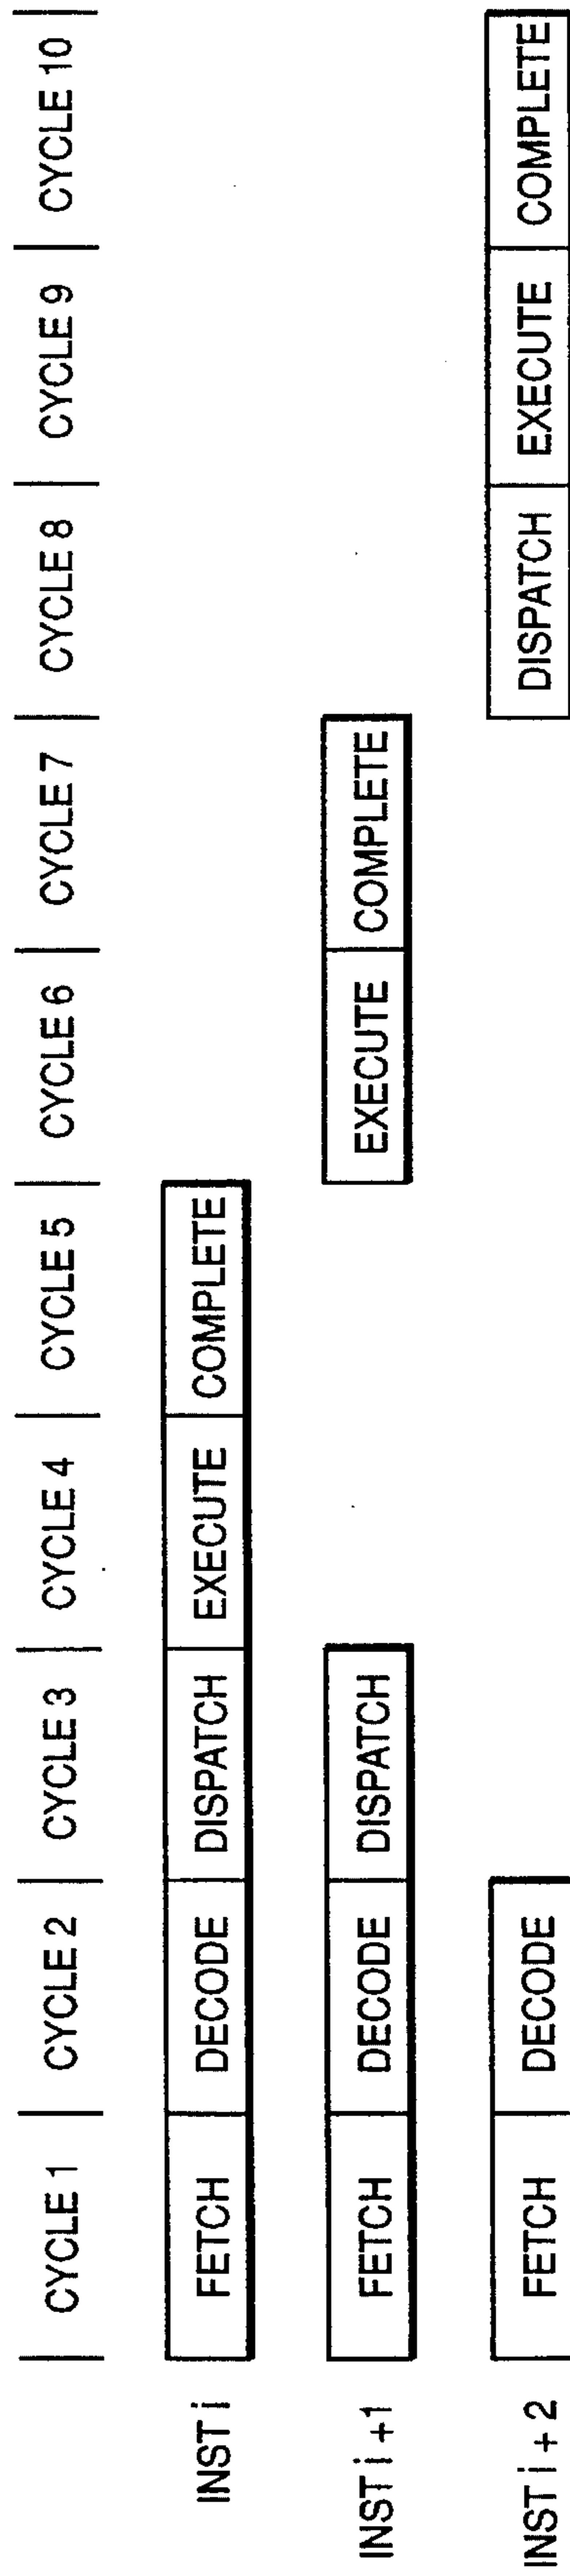 CYCLE 1 CYCLE 2 CYCLE 3 CYCLE 4 CYCLE 5 CYCLE 6 CYCLE 7 CYCLE 8 CYCLE 9 CYCLE 10
INST i FETCH DECODE DISPATCH EXECUTE COMPLETE
INST i+1 FETCH DECODE DISPATCH EXECUTE COMPLETE
INST i+2 FETCH DECODE DISPATCH EXECUTE COMPLETE